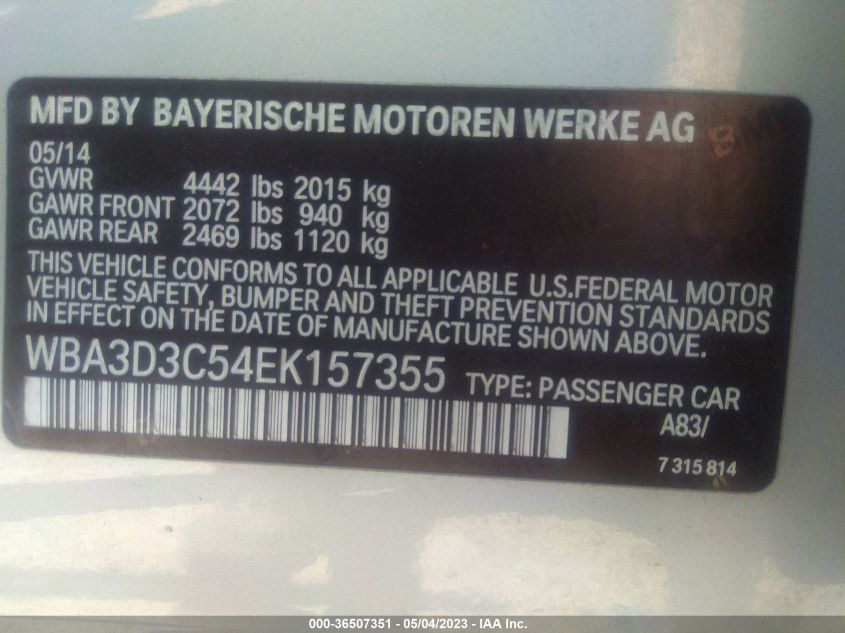 MFD BY BAYERISCHE MOTOREN WERKE AG
05/14
GVWR 4442 lbs 2015 kg
GAWR FRONT 2072 lbs 940 kg
GAWR REAR 2469 lbs 1120 kg
THIS VEHICLE CONFORMS TO ALL APPLICABLE U.S.FEDERAL MOTOR
VEHICLE SAFETY, BUMPER AND THEFT PREVENTION STANDARDS
IN EFFECT ON THE DATE OF MANUFACTURE SHOWN ABOVE.
WBA3D3C54EK157355 TYPE: PASSENGER CAR
A83/
7 315 814
000-36507351 - 05/04/2023 - IAA Inc.